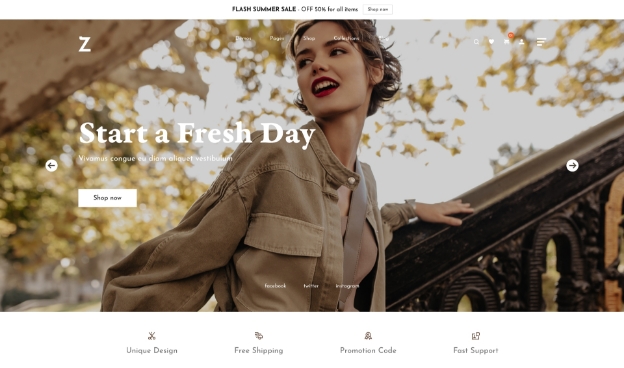 FLASH SUMMER SALE - OFF 50% for all items Shop now
Z
Demos Pages Shop Collections
Start a Fresh Day
Vivamus congue eu diam aliquet vestibulum
Shop now
facebook twitter instagram
Unique Design Free Shipping Promotion Code Fast Support